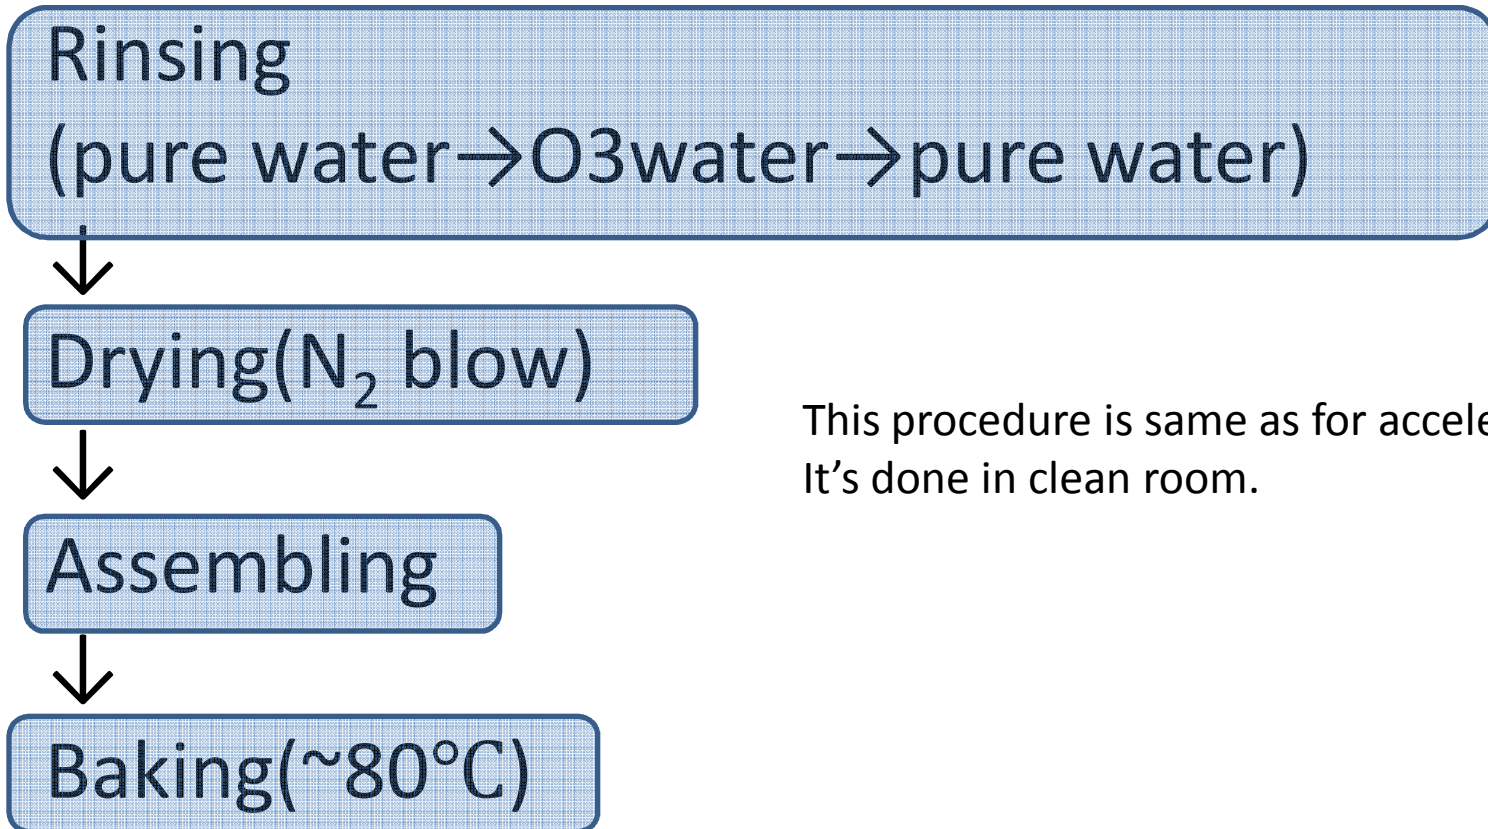 Rinsing
(pure water→O3water→pure water)
Drying(N₂ blow)
This procedure is same as for
It's done in clean room.
Assembling
Baking(~80℃)